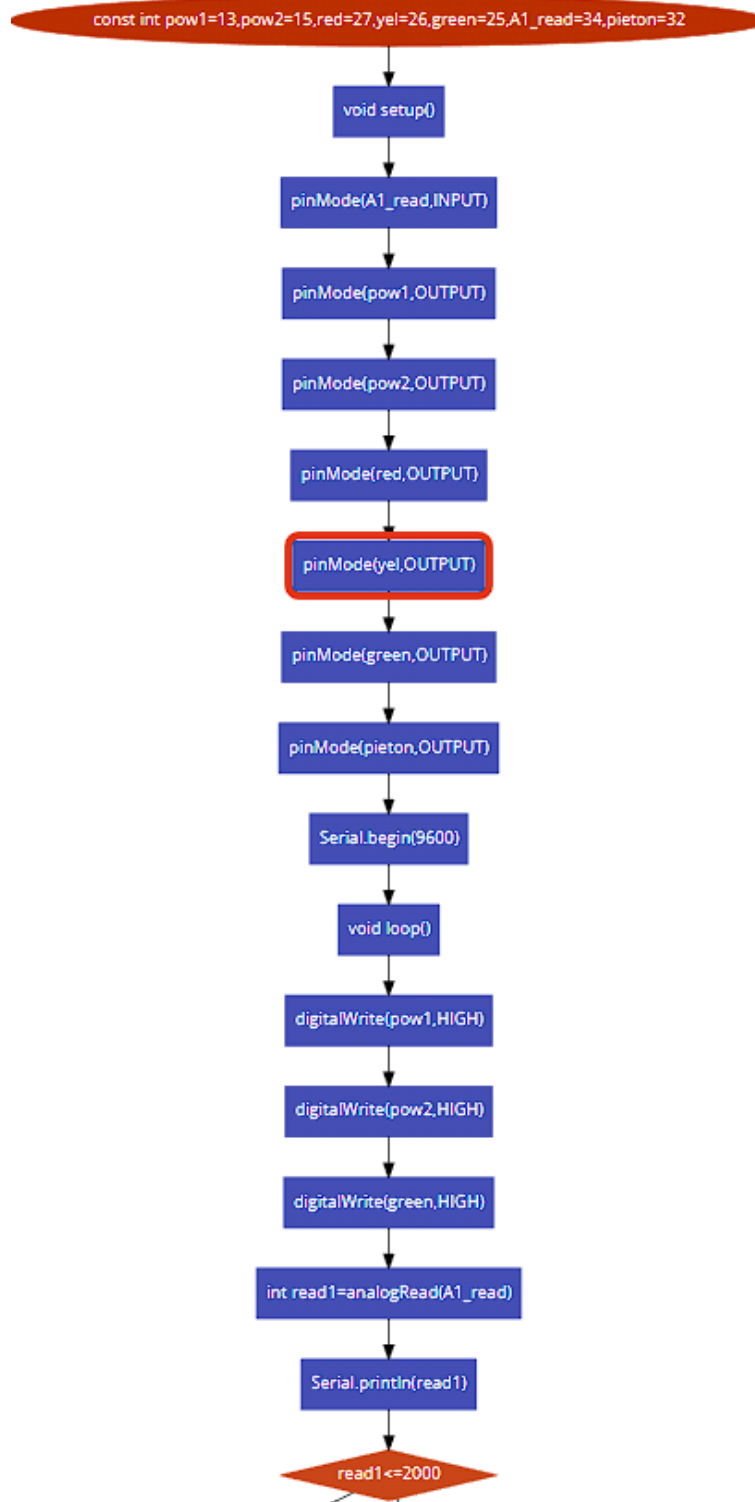 const int pow1=13,pow2=15,red=27,yel=26,green=25,A1_read=34,pieton=32
void setup()
pinMode(A1_read,INPUT)
pinMode(pow1,OUTPUT)
pinMode(pow2,OUTPUT)
pinMode(red,OUTPUT)
pinMode(yel,OUTPUT)
pinMode(green,OUTPUT)
pinMode(pieton,OUTPUT)
Serial.begin(9600)
void loop()
digitalWrite(pow1,HIGH)
digitalWrite(pow2,HIGH)
digitalWrite(green,HIGH)
int read1=analogRead(A1_read)
Serial.println(read1)
read1<=2000